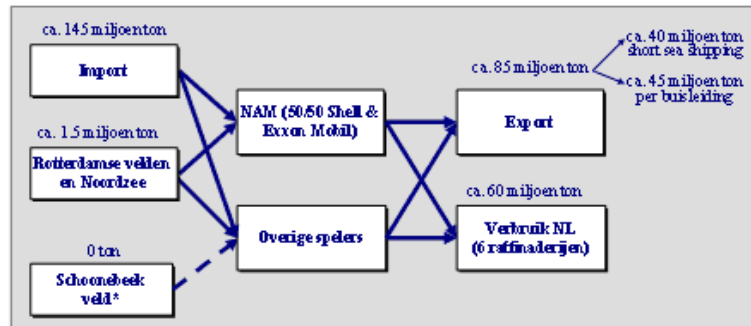 ca. 145 miljoen ton
Import
ca. 1.5 miljoen ton
Rotterdamse velden
en Noordzee
0 ton
Schoonebeek
veld*
NAM (50/50 Shell &
Exxon Mobil)
Overige spelers
ca. 85 miljoen ton
ca. 40 miljoen ton
short sea shipping
ca. 45 miljoen ton
per buisleiding
Export
ca. 60 miljoen ton
Verbruik NL
(6 raffinaderijen)